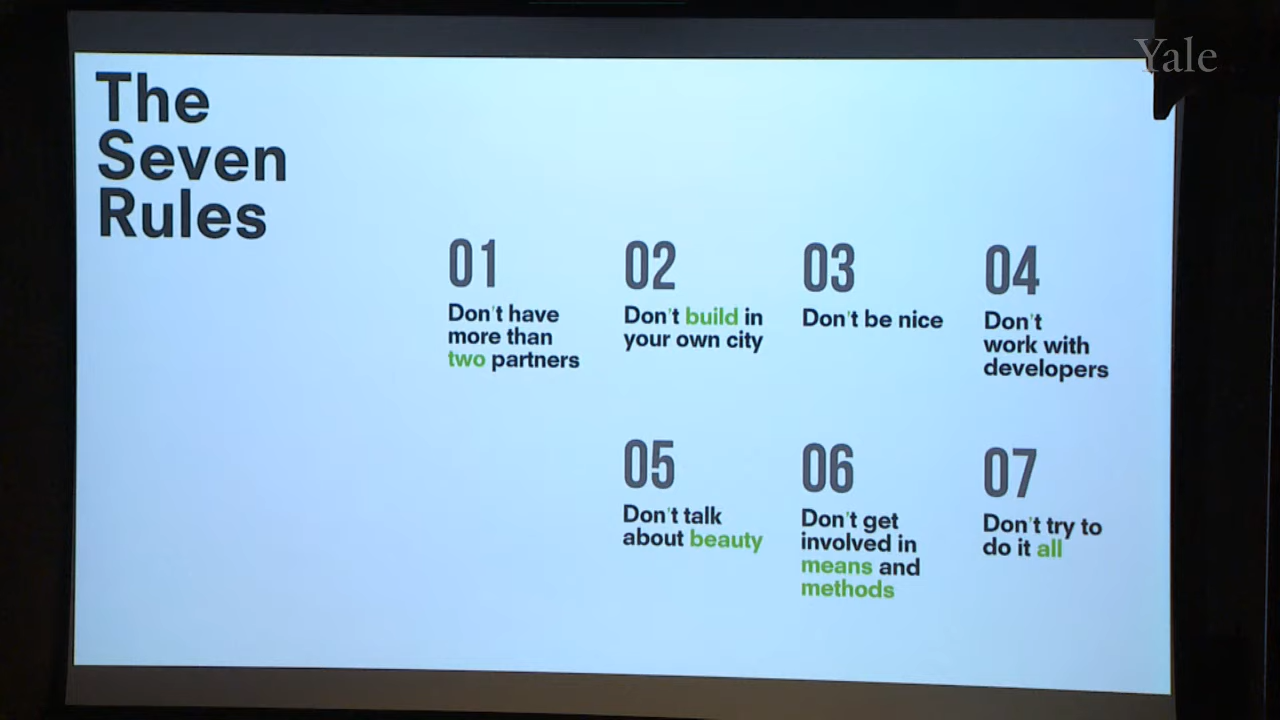 Yale
The
Seven
Rules
01
Don't have
more than
two partners
02
Don't build in
your own city
03
Don't be nice
04
Don't
work with
developers
05
Don't talk
about beauty
06
Don't get
involved in
means and
methods
07
Don't try to
do it all